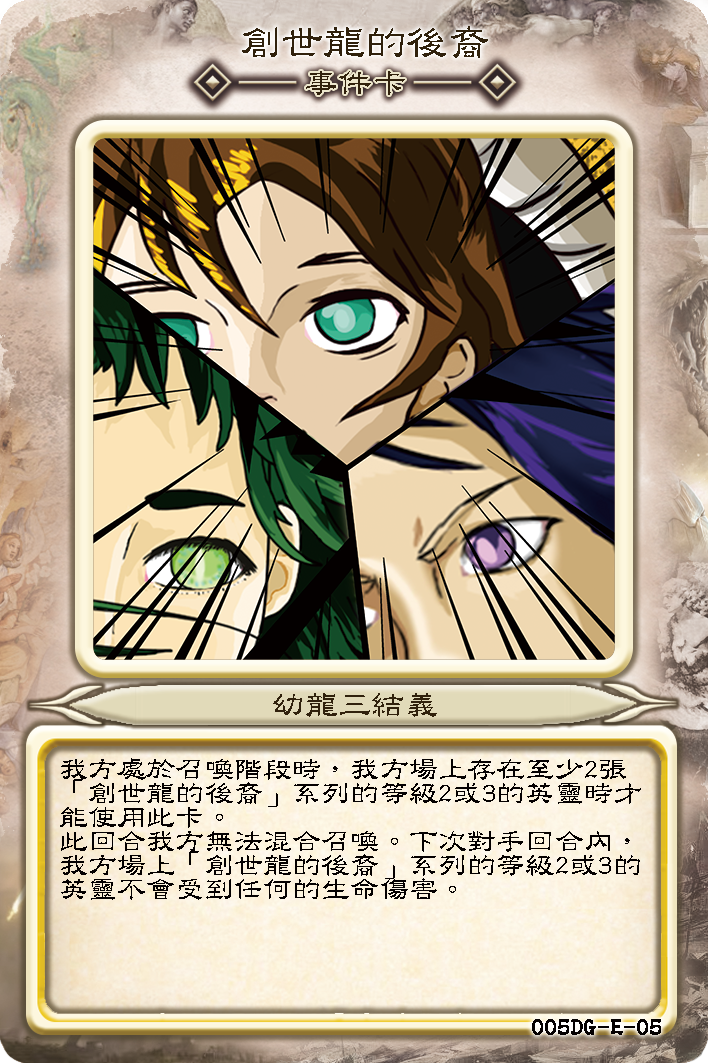 創世龍的後裔
事件卡
幼龍三結義
我方處於召喚階段時，我方場上存在至少2張
「創世龍的後裔」系列的等級2或3的英靈時才
能使用此卡。
此回合我方無法混合召喚。下次對手回合內，
我方場上「創世龍的後裔」系列的等級2或3的
英靈不會受到任何的生命傷害。
005DG-E-05